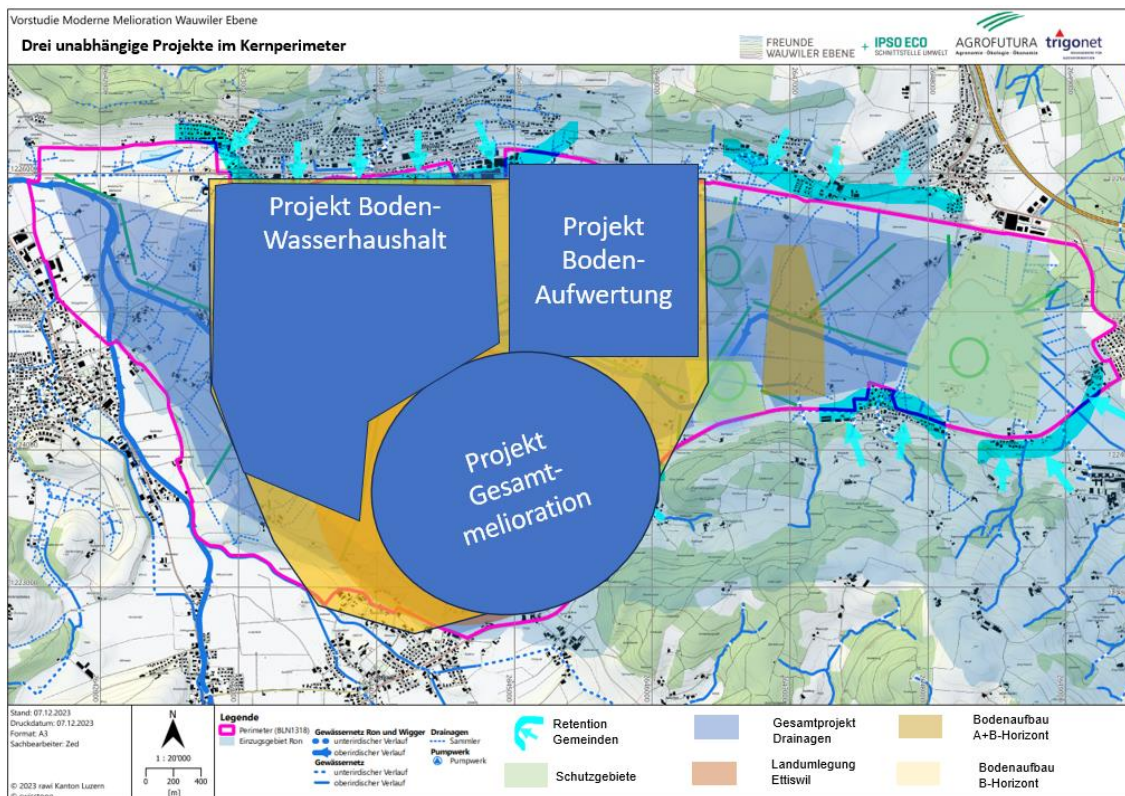 Vorstudie Moderne Melioration Wauwiler Ebene
Drei unabhängige Projekte im Kernperimeter
FREUNDE
WAUWILER EBENE
+ IPSO ECO
SCHNITTSTELLE UMWELT
AGROFUTURA
Agronomie · Ökologie · Ökonomie
trigonet
Projekt Boden-
Wasserhaushalt
Projekt
Boden-
Aufwertung
Projekt
Gesamt-
melioration
Stand: 07.12.2023
Druckdatum: 07.12.2023
Format: A3
Sachbearbeiter: Zed
© 2023 rawi Kanton Luzern
N
1 : 20'000
0 200 400
[m]
Legende
Perimeter (BLN1318)
Einzugsgebiet Ron
Gewässernetz Ron und Wigger
unterirdischer Verlauf
oberirdischer Verlauf
Gewässernetz
unterirdischer Verlauf
oberirdischer Verlauf
Drainagen
Sammler
Pumpwerk
Pumpwerk
Retention
Gemeinden
Schutzgebiete
Gesamtprojekt
Drainagen
Landumlegung
Ettiswil
Bodenaufbau
A+B-Horizont
Bodenaufbau
B-Horizont